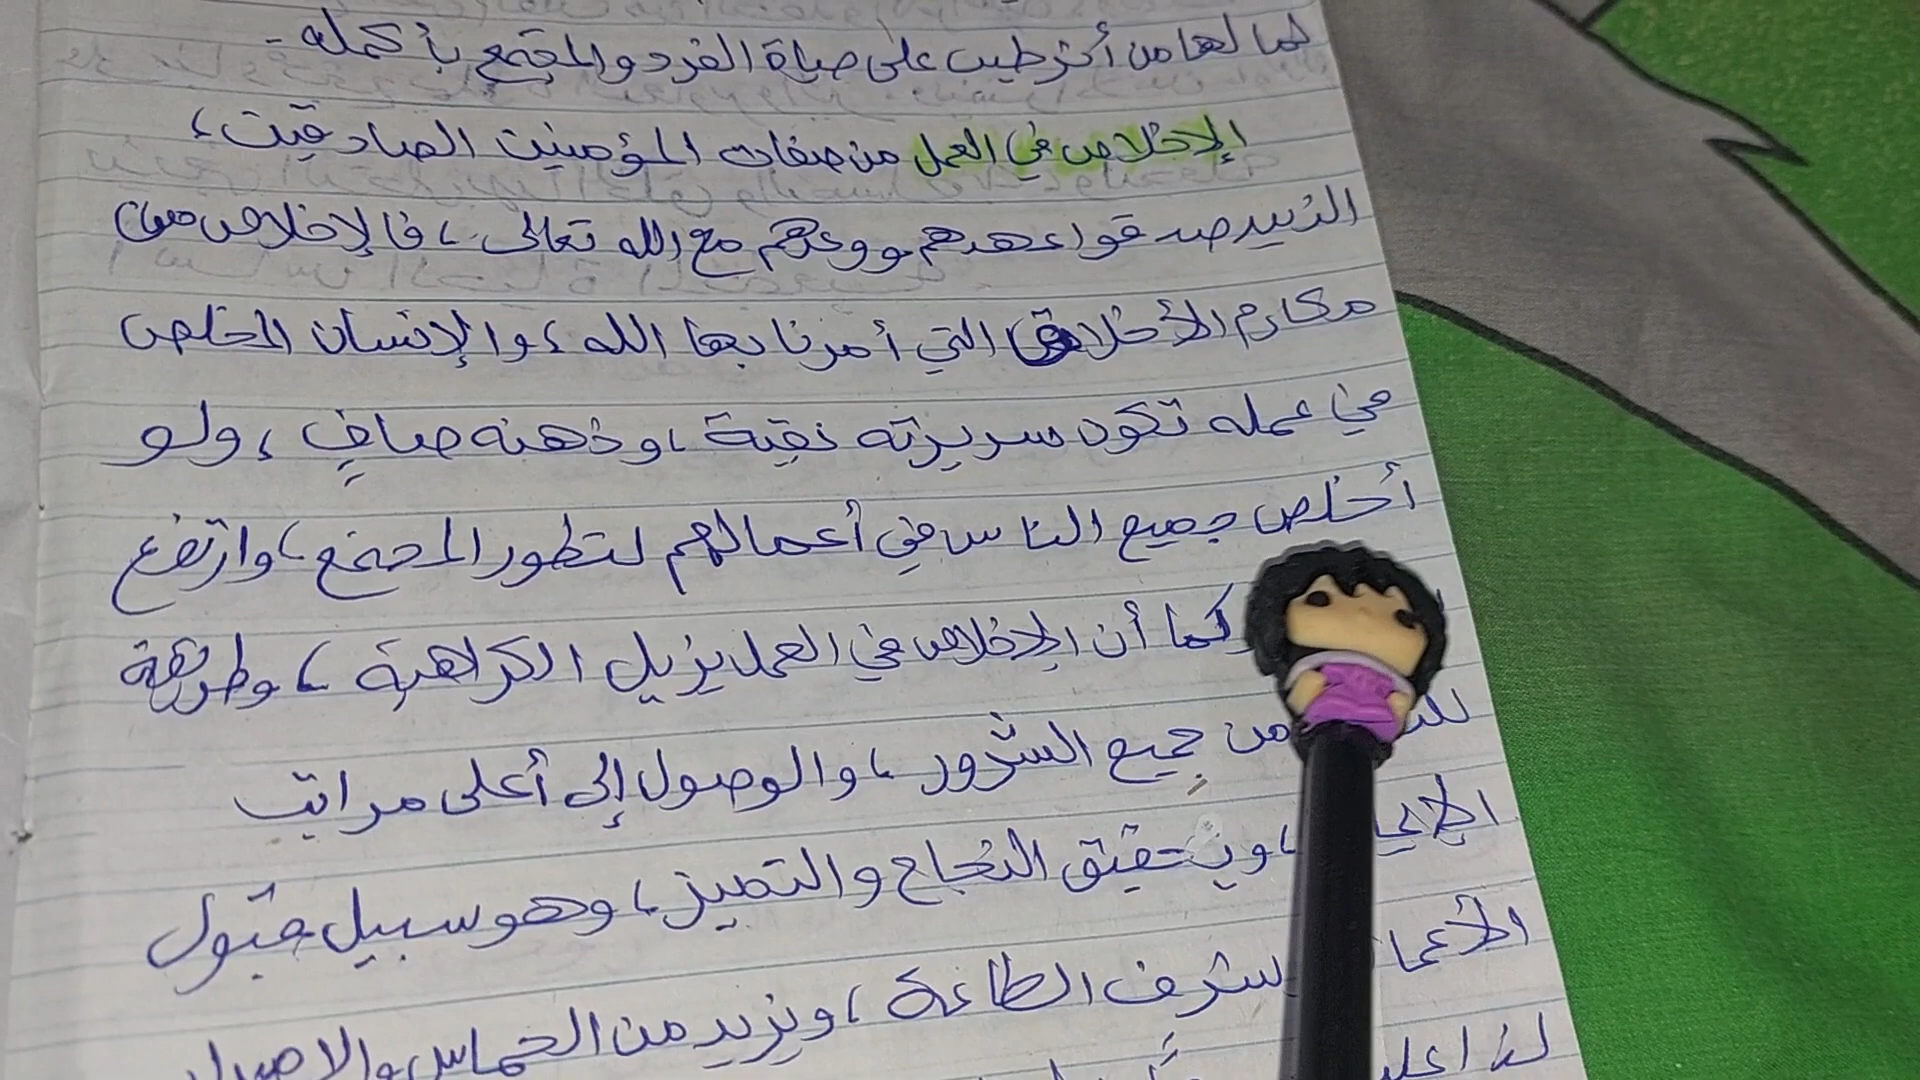 لما لها من أثر طيب على حياة الفرد والمجتمع بأكمله.
الإخلاص في العمل من صفات المؤمنين الصادقين،
الذين صدقوا عهدهم ووعدهم مع الله تعالى، فالإخلاص من
مكارم الأخلاق التي أمرنا بها الله، والإنسان المخلص
في عمله تكون سريرته نقية، وذهنه صافٍ، ولو
أخلص جميع الناس في أعمالهم لتطور المجتمع، وارتفع
كما أن الإخلاص في العمل يزيل الكراهية، وطريقة
من جميع الشرور، والوصول إلى أعلى مراتب
وتحقيق النجاح والتميز، وهو سبيل قبول
لشرف الطاعة، ويزيد من الحماس والإصرار
لذا